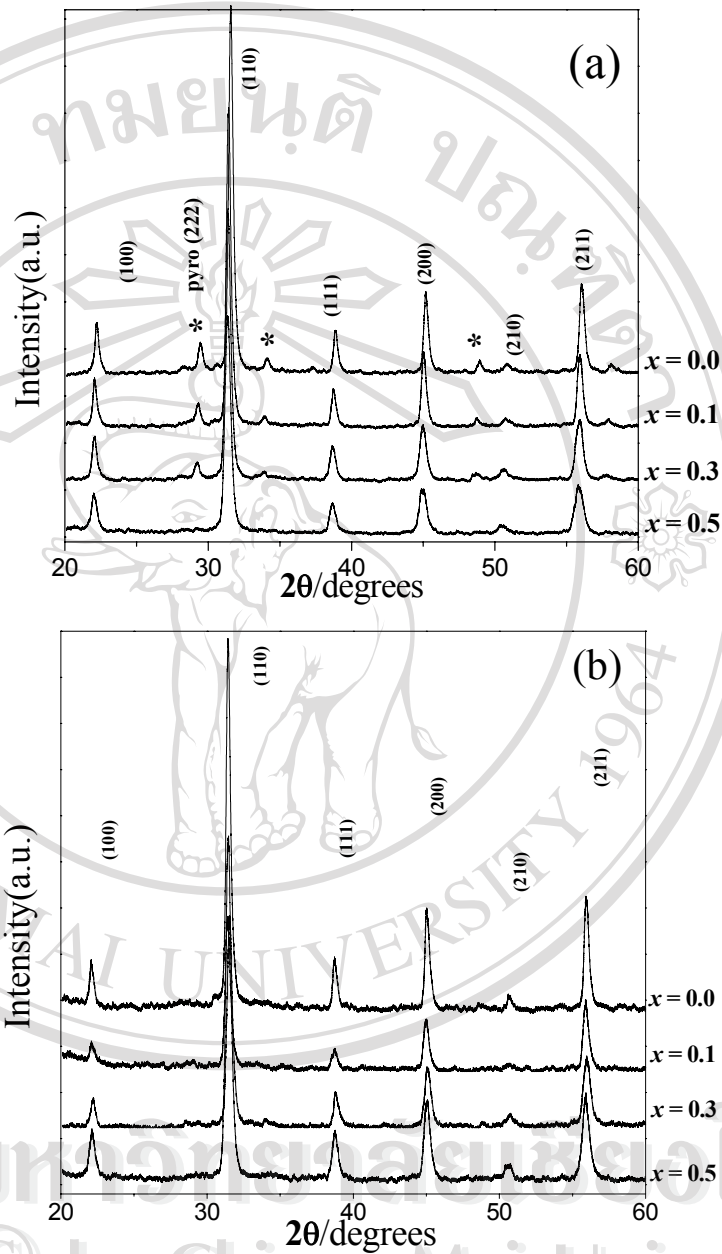 (a)
(110)
pyro (222)
(100)
(200)
(211)
(111)
(210)
*
*
*
x = 0.0
x = 0.1
x = 0.3
x = 0.5
Intensity(a.u.)
20 30 40 50 60
2θ/degrees
(b)
(110)
(211)
(200)
(100)
(111)
(210)
x = 0.0
x = 0.1
x = 0.3
x = 0.5
Intensity(a.u.)
20 30 40 50 60
2θ/degrees
UNIVERSITY 1964